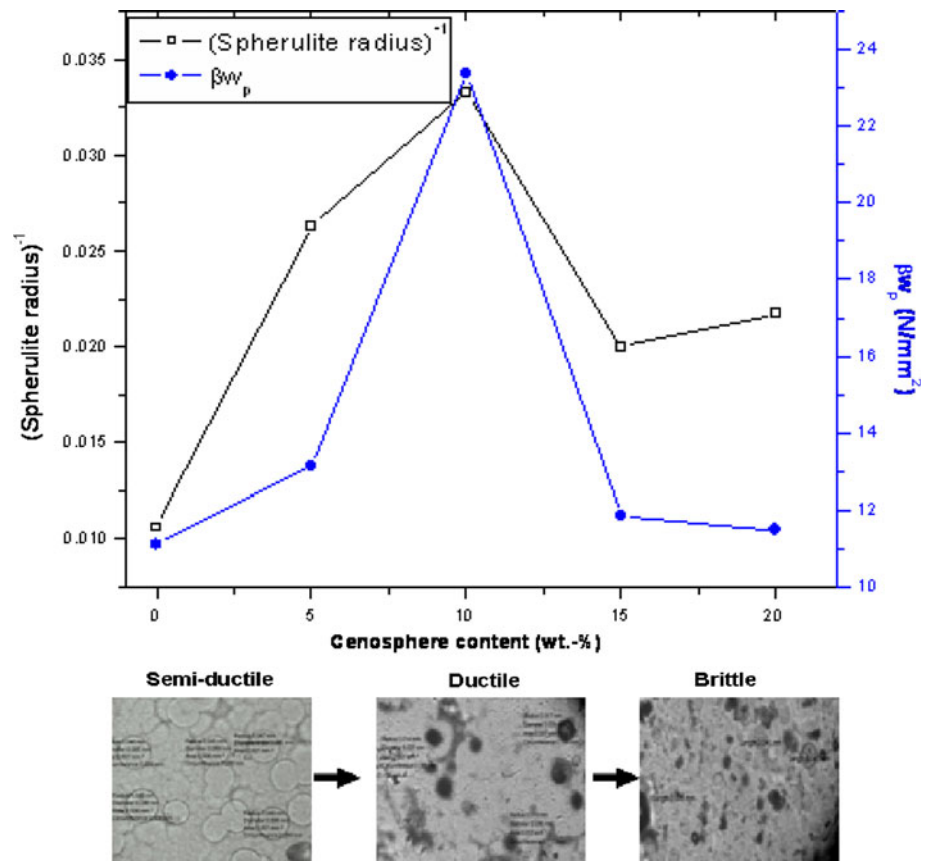 (Spherulite radius)⁻¹
βwₚ
0.035
0.030
0.025
0.020
0.015
0.010
(Spherulite radius)⁻¹
24
22
20
18
16
14
12
10
βwₚ (N/mm²)
0 5 10 15 20
Cenosphere content (wt.-%)
Semi-ductile Ductile Brittle